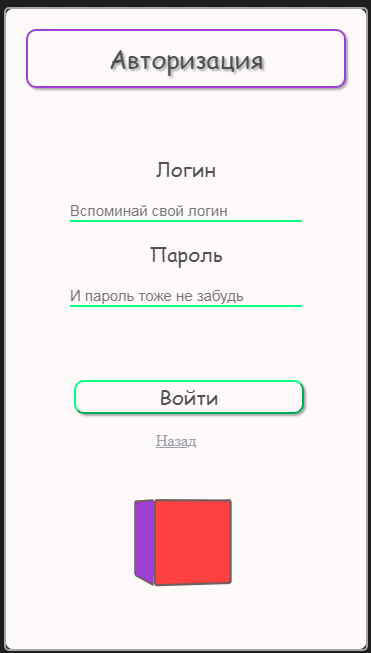 Авторизация
Логин
Вспоминай свой логин
Пароль
И пароль тоже не забудь
Войти
Назад